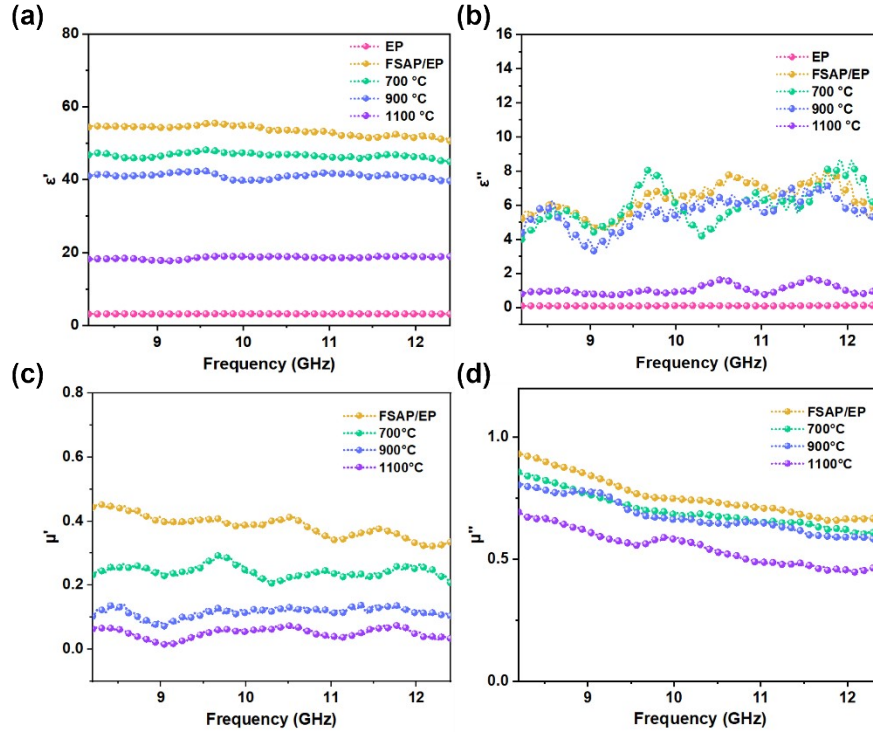 (a)
80
60
40
20
0
ε'
9
10
11
12
Frequency (GHz)
EP
FSAP/EP
700 °C
900 °C
1100 °C
(b)
16
14
12
10
8
6
4
2
0
ε''
9
10
11
12
Frequency (GHz)
EP
FSAP/EP
700 °C
900 °C
1100 °C
(c)
0.8
0.6
0.4
0.2
0.0
μ'
9
10
11
12
Frequency (GHz)
FSAP/EP
700°C
900°C
1100°C
(d)
1.0
0.5
0.0
μ''
9
10
11
12
Frequency (GHz)
FSAP/EP
700°C
900°C
1100°C